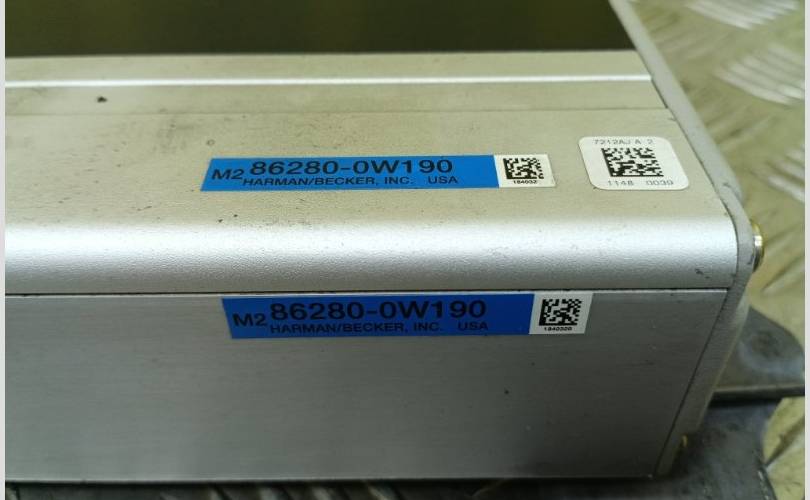 7212AJ A 2
M2 86280-0W190
HARMAN/BECKER, INC. USA
184032
1148 0039
M2 86280-0W190
HARMAN/BECKER, INC. USA
1840320